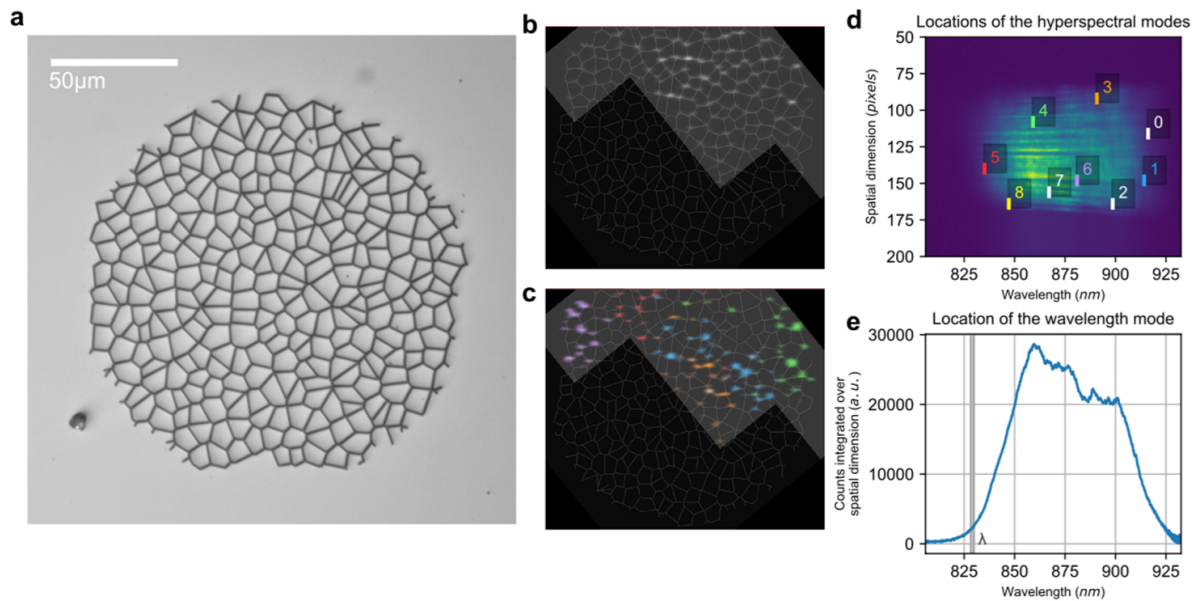 a
50μm
b
c
d
Locations of the hyperspectral modes
50
75
100
125
150
175
200
Spatial dimension (pixels)
3
4
0
5
6
1
7
8
2
825
850
875
900
925
Wavelength (nm)
e
Location of the wavelength mode
30000
20000
10000
0
Counts integrated over
spatial dimension (a.u.)
λ
825
850
875
900
925
Wavelength (nm)